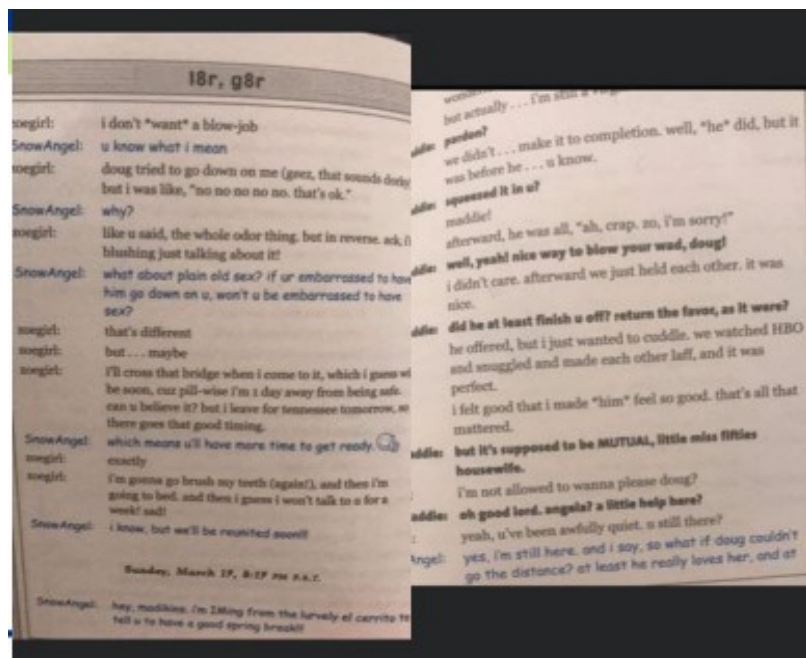 l8r, g8r
zoegirl: i don't *want* a blow-job
SnowAngel: u know what i mean
zoegirl: doug tried to go down on me (geez, that sounds dorky
but i was like, "no no no no no. that's ok."
SnowAngel: why?
zoegirl: like u said, the whole odor thing. but in reverse. ack, i'
blushing just talking about it!
SnowAngel: what about plain old sex? if ur embarrassed to have
him go down on u, won't u be embarrassed to have
sex?
zoegirl: that's different
zoegirl: but . . . maybe
zoegirl: i'll cross that bridge when i come to it, which i guess wi
be soon, cuz pill-wise i'm 1 day away from being safe.
can u believe it? but i leave for tennessee tomorrow, so
there goes that good timing.
SnowAngel: which means u'll have more time to get ready.
zoegirl: exactly
zoegirl: i'm gonna go brush my teeth (again!), and then i'm
going to bed. and then i guess i won't talk to u for a
week! sad!
SnowAngel: i know, but we'll be reunited soon!!!
Sunday, March 19, 8:19 PM E.S.T.
SnowAngel: hey, madikins. i'm IMing from the lurvely el cerrito to
tell u to have a good spring break!!!
but actually . . . i'm still a
addie: pardon?
we didn't . . . make it to completion. well, *he* did, but it
was before he . . . u know.
addie: squeezed it in u?
maddie!
afterward, he was all, "ah, crap. zo, i'm sorry!"
addie: well, yeah! nice way to blow your wad, doug!
i didn't care. afterward we just held each other. it was
nice.
addie: did he at least finish u off? return the favor, as it were?
he offered, but i just wanted to cuddle. we watched HBO
and snuggled and made each other laff, and it was
perfect.
i felt good that i made *him* feel so good. that's all that
mattered.
addie: but it's supposed to be MUTUAL, little miss fifties
housewife.
i'm not allowed to wanna please doug?
addie: oh good lord. angela? a little help here?
: yeah, u've been awfully quiet. u still there?
Angel: yes, i'm still here. and i say, so what if doug couldn't
go the distance? at least he really loves her, and at